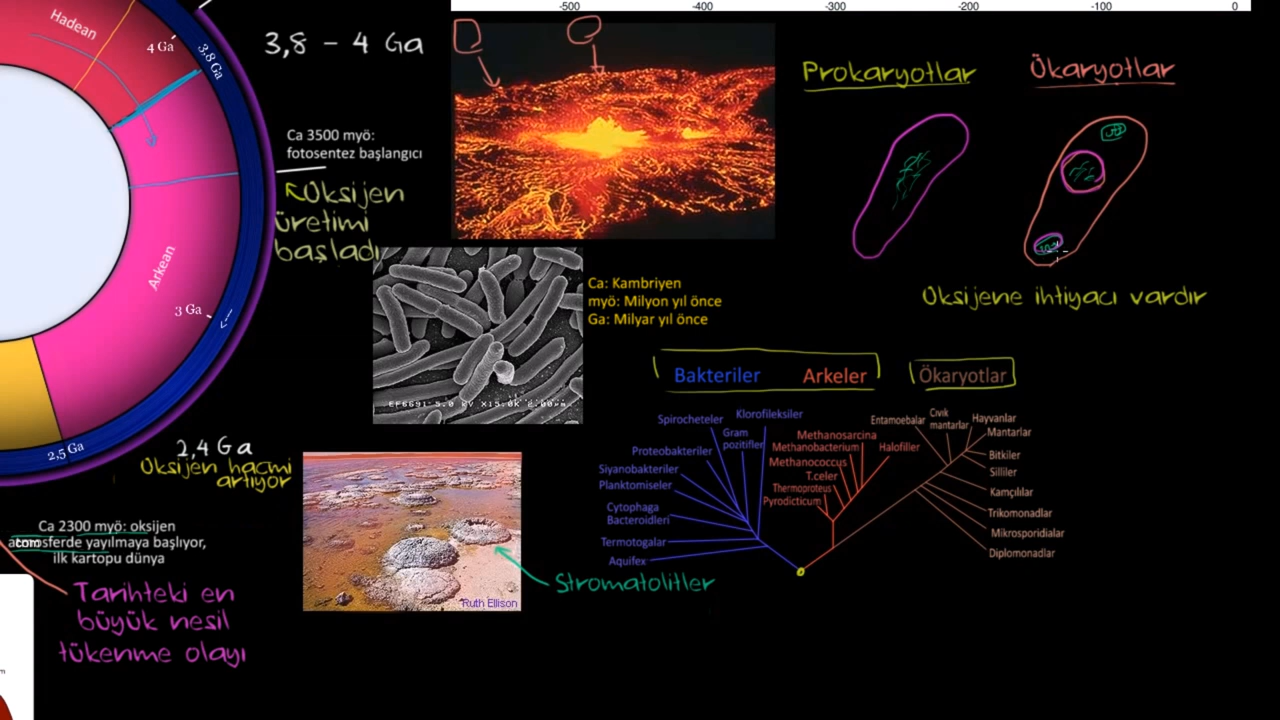 -500
-400
-300
-200
-100
0
Hadean
4 Ga
3,8 Ga
3,8 - 4 Ga
Ca 3500 myö:
fotosentez başlangıcı
Oksijen
üretimi
başladı
Arkean
3 Ga
2,5 Ga
2,4 Ga
Oksijen hacmi
artıyor
Ca 2300 myö: oksijen
atmosferde yayılmaya başlıyor,
ilk kartopu dünya
Tarihteki en
büyük nesil
tükenme olayı
Ca: Kambriyen
myö: Milyon yıl önce
Ga: Milyar yıl önce
Ruth Ellison
Stromatolitler
Prokaryotlar
Ökaryotlar
Oksijene ihtiyacı vardır
Bakteriler
Arkeler
Ökaryotlar
Spirocheteler
Klorofileksiler
Gram
pozitifler
Proteobakteriler
Siyanobakteriler
Planktomiseler
Cytophaga
Bacteroidleri
Termotogalar
Aquifex
Methanosarcina
Methanobacterium
Halofiller
Methanococcus
T.celer
Thermoproteus
Pyrodicticum
Entamoebalar
Cıvık
mantarlar
Hayvanlar
Mantarlar
Bitkiler
Silliler
Kamçılılar
Trikomonadlar
Mikrosporidialar
Diplomonadlar